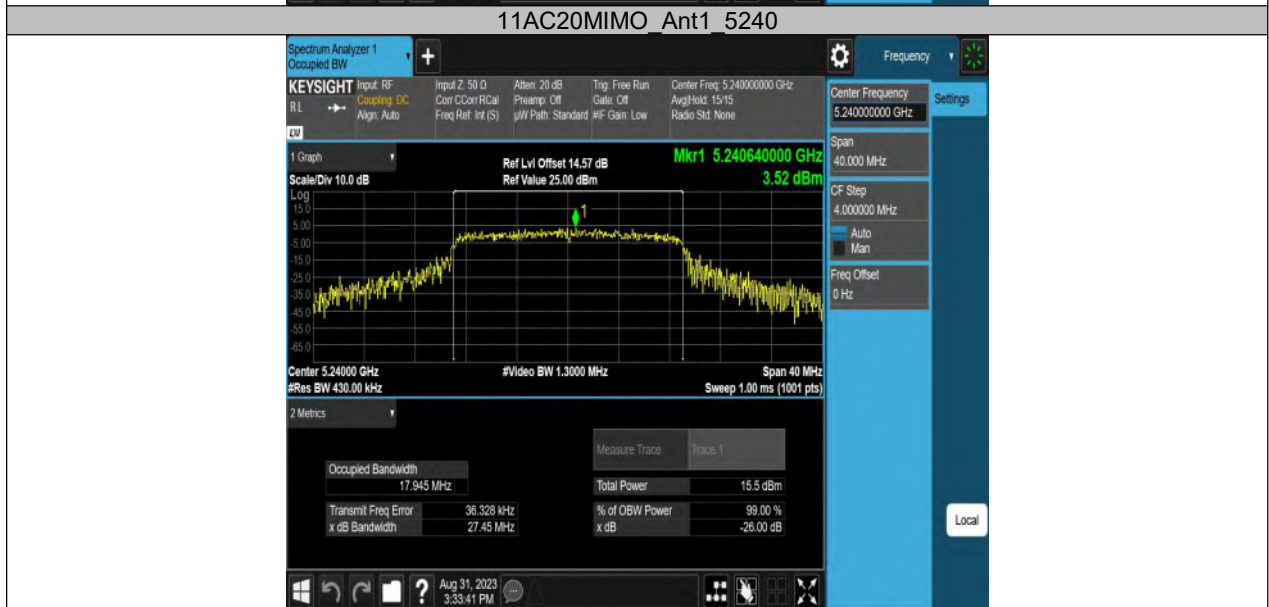 11AC20MIMO_Ant1_5240
Spectrum Analyzer 1
Occupied BW
+
Frequency
KEYSIGHT Input: RF Input Z: 50 Ω Atten: 20 dB Trig: Free Run Center Freq: 5.240000000 GHz
RL Coupling: DC Corr CCorr RCal Preamp: Off Gate: Off Avg|Hold: 15/15
Align: Auto Freq Ref: Int (S) µW Path: Standard #IF Gain: Low Radio Std: None
LXI
Center Frequency
5.240000000 GHz
Settings
Span
40.000 MHz
CF Step
4.000000 MHz
Auto
Man
Freq Offset
0 Hz
1 Graph
Ref Lvl Offset 14.57 dB
Mkr1 5.240640000 GHz
Scale/Div 10.0 dB
Ref Value 25.00 dBm
3.52 dBm
Log
15.0
5.00
-5.00
-15.0
-25.0
-35.0
-45.0
-55.0
-65.0
1
Center 5.24000 GHz #Video BW 1.3000 MHz Span 40 MHz
#Res BW 430.00 kHz Sweep 1.00 ms (1001 pts)
2 Metrics
Measure Trace Trace 1
Occupied Bandwidth
17.945 MHz
Total Power 15.5 dBm
Transmit Freq Error 36.328 kHz % of OBW Power 99.00 %
x dB Bandwidth 27.45 MHz x dB -26.00 dB
Local
? Aug 31, 2023
3:33:41 PM